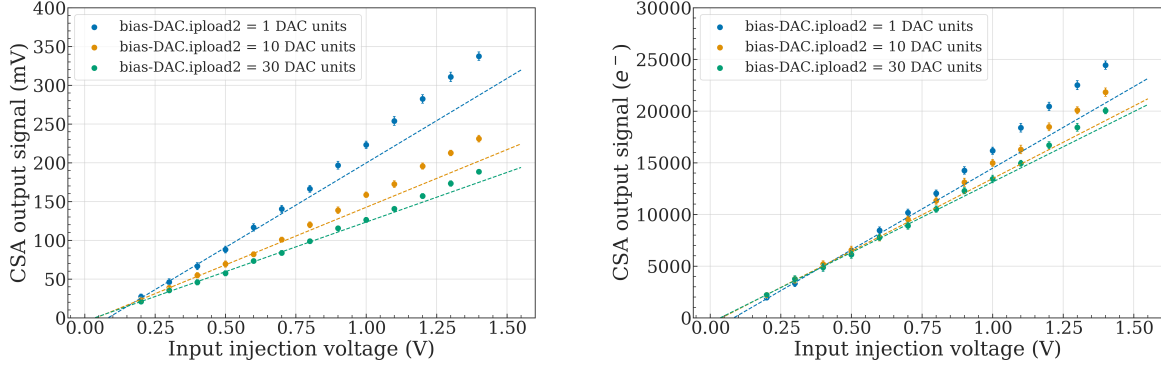 CSA output signal (mV)
400
350
300
250
200
150
100
50
0
bias-DAC.ipload2 = 1 DAC units
bias-DAC.ipload2 = 10 DAC units
bias-DAC.ipload2 = 30 DAC units
0.00 0.25 0.50 0.75 1.00 1.25 1.50
Input injection voltage (V)
CSA output signal (e⁻)
30000
25000
20000
15000
10000
5000
0
bias-DAC.ipload2 = 1 DAC units
bias-DAC.ipload2 = 10 DAC units
bias-DAC.ipload2 = 30 DAC units
0.00 0.25 0.50 0.75 1.00 1.25 1.50
Input injection voltage (V)